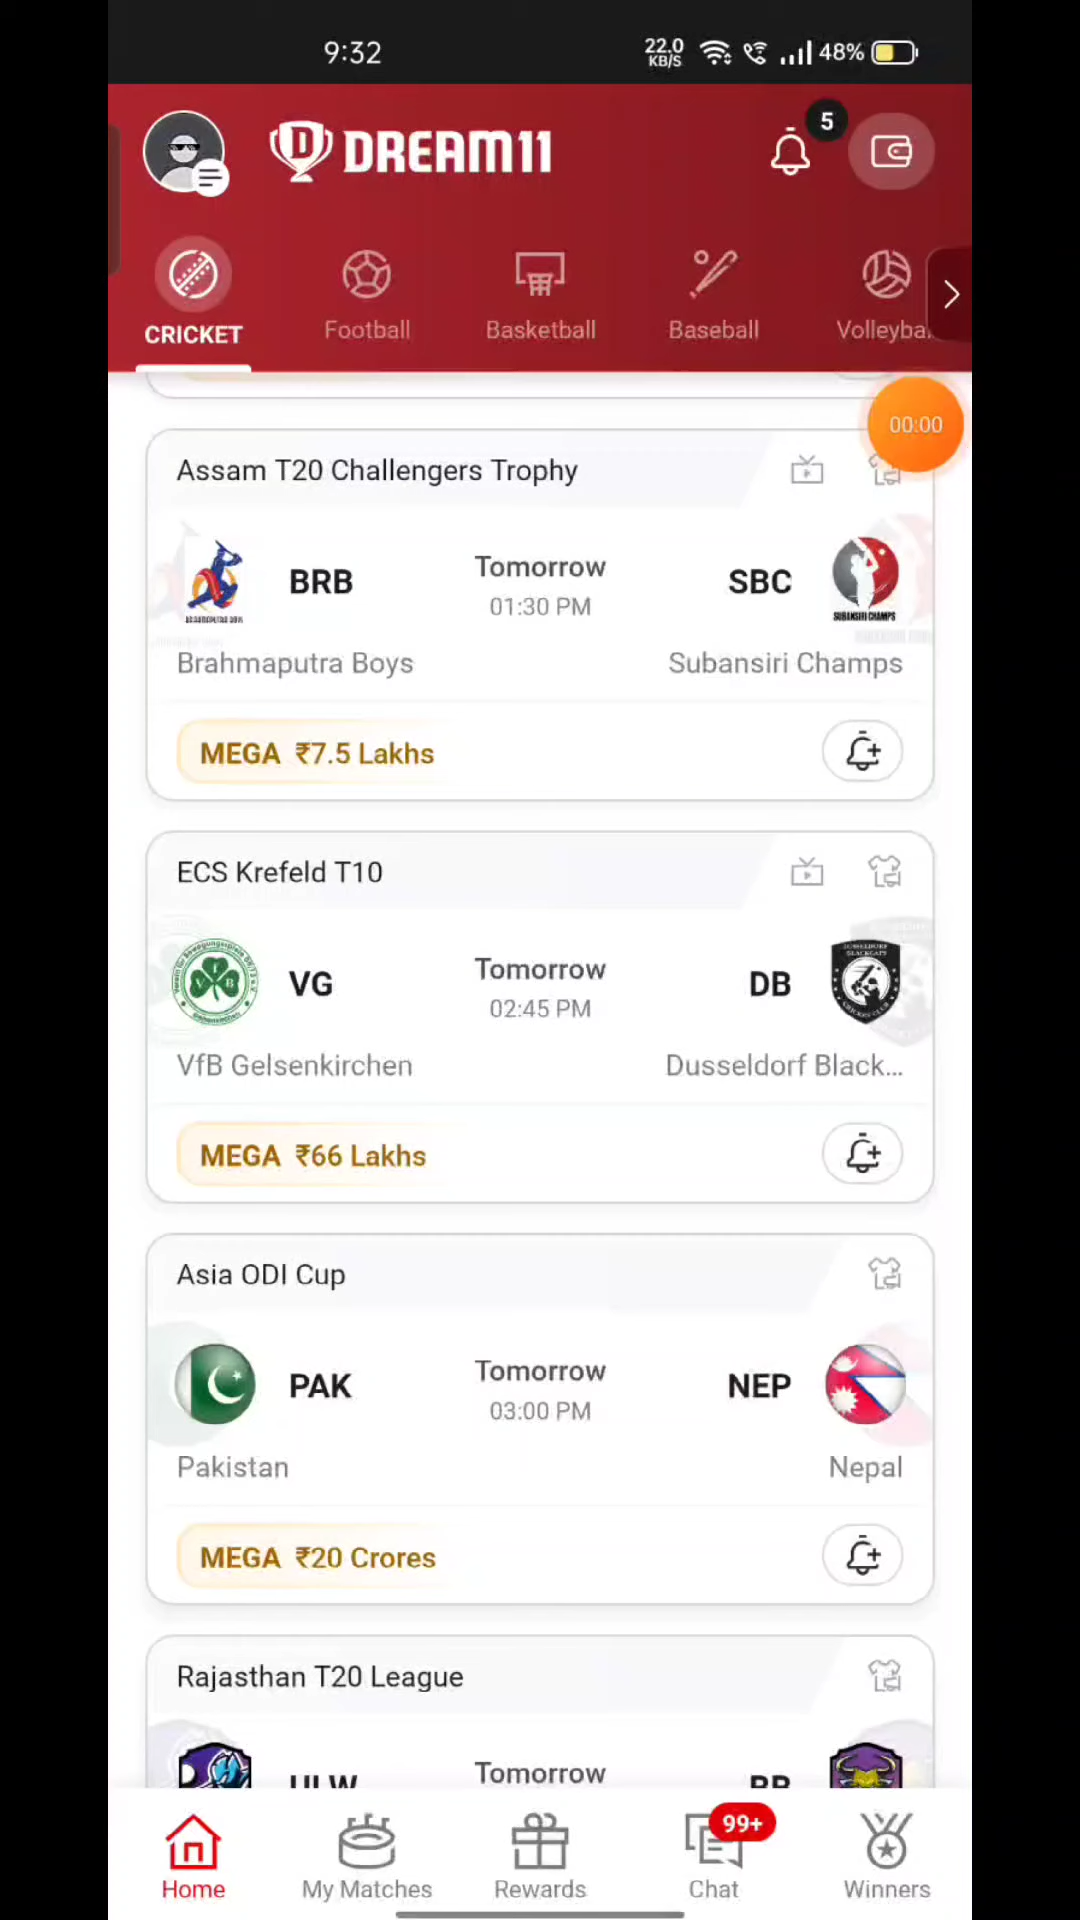 9:32
22.0
KB/S
48%
DREAM11
5
CRICKET
Football
Basketball
Baseball
00:00
Assam T20 Challengers Trophy
BRB
Tomorrow
SBC
01:30 PM
SUBANSIRI CHAMPS
Brahmaputra Boys
Subansiri Champs
MEGA ₹7.5 Lakhs
ECS Krefeld T10
VG
Tomorrow
DB
02:45 PM
VfB Gelsenkirchen
Dusseldorf Black...
MEGA ₹66 Lakhs
Asia ODI Cup
PAK
Tomorrow
NEP
03:00 PM
Pakistan
Nepal
MEGA ₹20 Crores
Rajasthan T20 League
Tomorrow
99+
Home
My Matches
Rewards
Chat
Winners